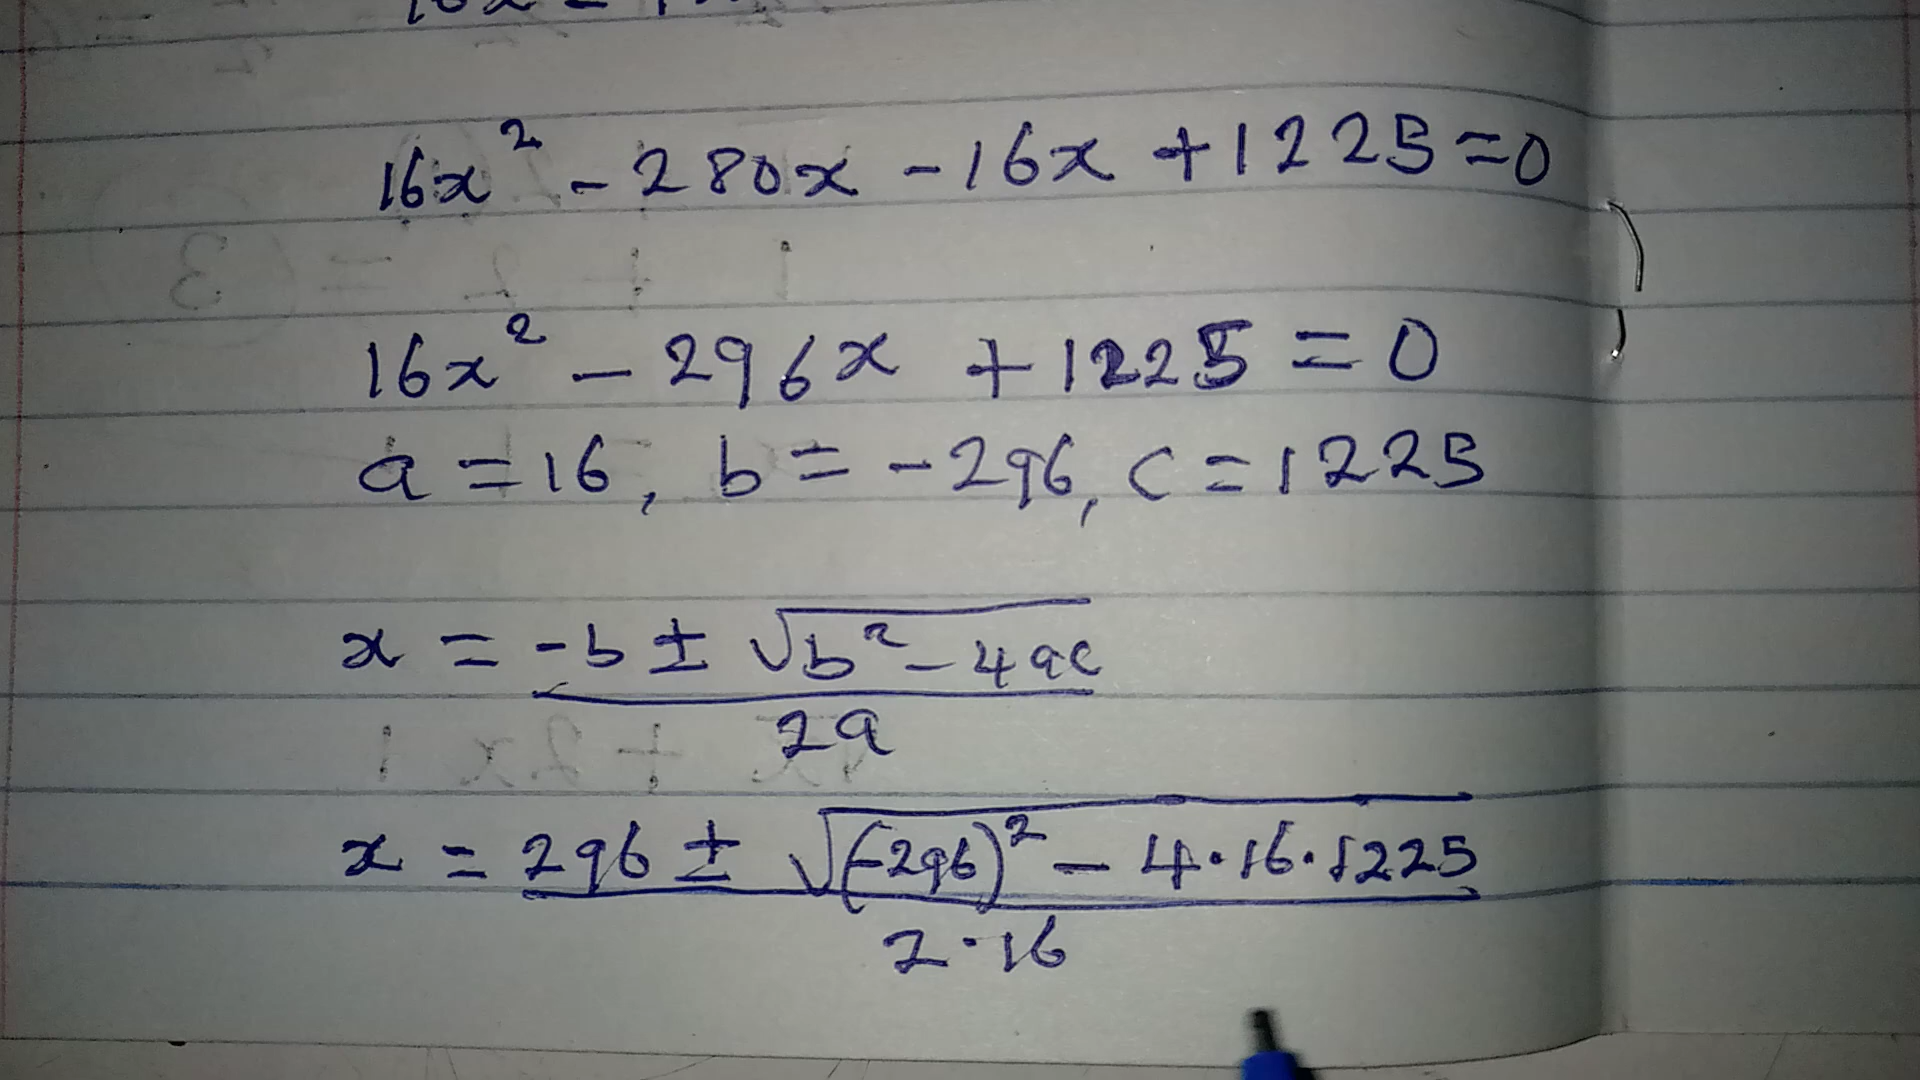 16x² - 280x - 16x + 1225 = 0
16x² - 296x + 1225 = 0
a = 16, b = -296, c = 1225
x = -b ± √b² - 4ac
2a
x = 296 ± √(-296)² - 4·16·1225
2·16